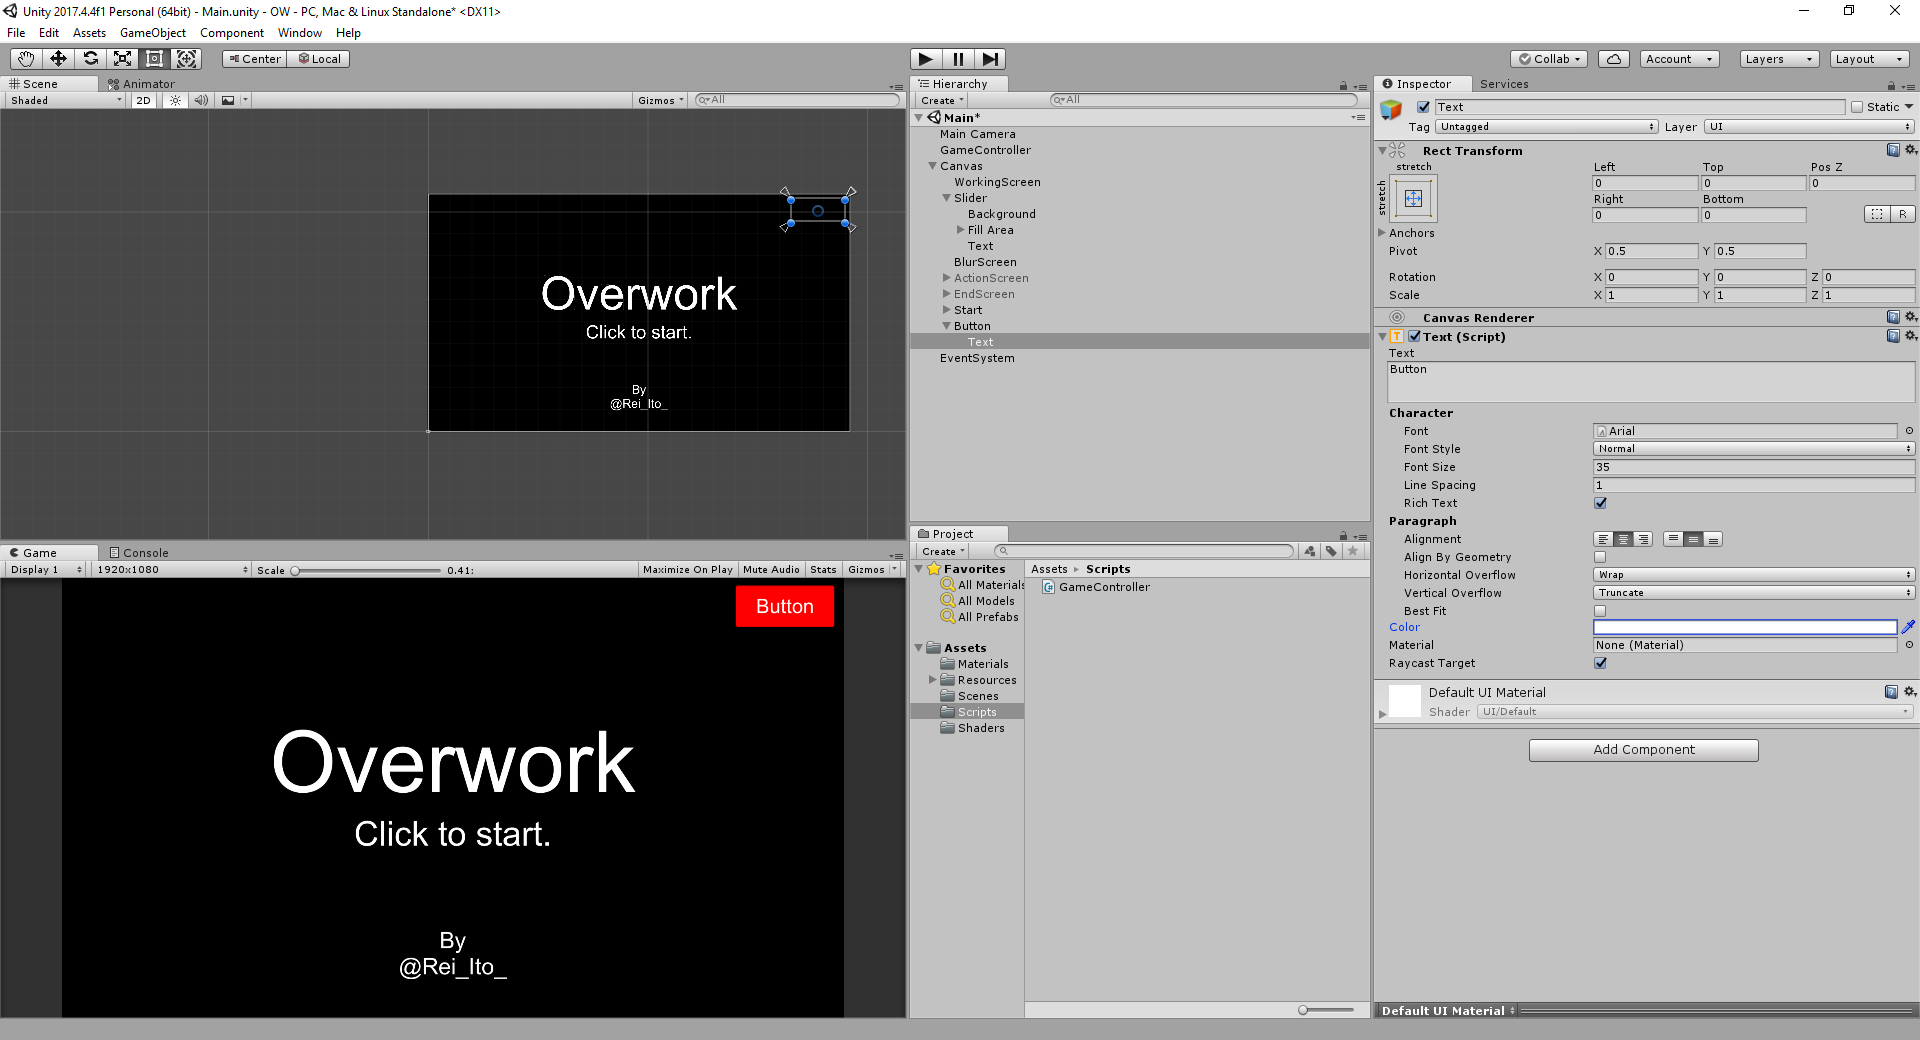 Unity 2017.4.4f1 Personal (64bit) - Main.unity - OW - PC, Mac & Linux Standalone* <DX11>
File Edit Assets GameObject Component Window Help
Center Local
Collab Account Layers Layout
Scene Animator
Shaded 2D Gizmos All
Overwork
Click to start.
By
@Rei_Ito_
Game Console
Display 1 1920x1080 Scale 0.41: Maximize On Play Mute Audio Stats Gizmos
Button
Overwork
Click to start.
By
@Rei_Ito_
Hierarchy
Create All
Main*
Main Camera
GameController
Canvas
WorkingScreen
Slider
Background
Fill Area
Text
BlurScreen
ActionScreen
EndScreen
Start
Button
Text
EventSystem
Project
Create
Favorites
All Materials
All Models
All Prefabs
Assets
Materials
Resources
Scenes
Scripts
Shaders
Assets Scripts
GameController
Inspector Services
Text Static
Tag Untagged Layer UI
Rect Transform
stretch
stretch
Left Top Pos Z
0 0 0
Right Bottom
0 0 R
Anchors
Pivot X 0.5 Y 0.5
Rotation X 0 Y 0 Z 0
Scale X 1 Y 1 Z 1
Canvas Renderer
T Text (Script)
Text
Button
Character
Font Arial
Font Style Normal
Font Size 35
Line Spacing 1
Rich Text
Paragraph
Alignment
Align By Geometry
Horizontal Overflow Wrap
Vertical Overflow Truncate
Best Fit
Color
Material None (Material)
Raycast Target
Default UI Material
Shader UI/Default
Add Component
Default UI Material